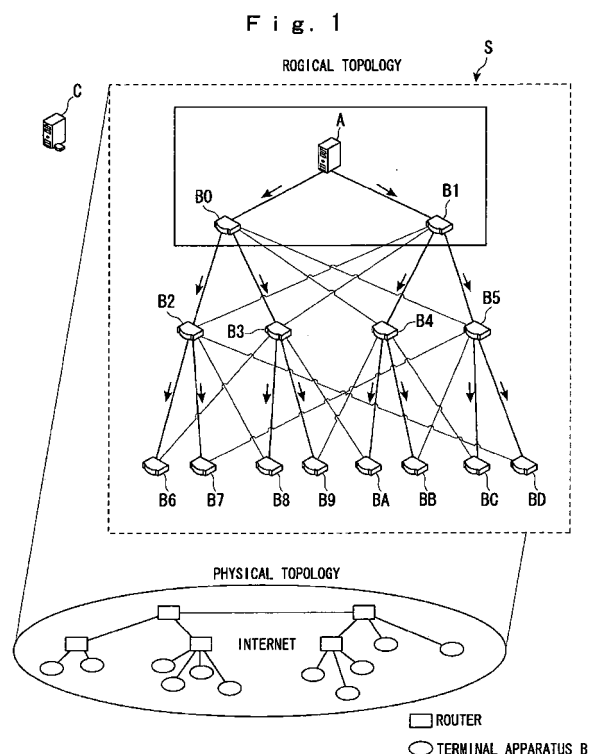 Fig. 1
ROGICAL TOPOLOGY
S
C
A
B0
B1
B2
B3
B4
B5
B6
B7
B8
B9
BA
BB
BC
BD
PHYSICAL TOPOLOGY
INTERNET
ROUTER
TERMINAL APPARATUS B